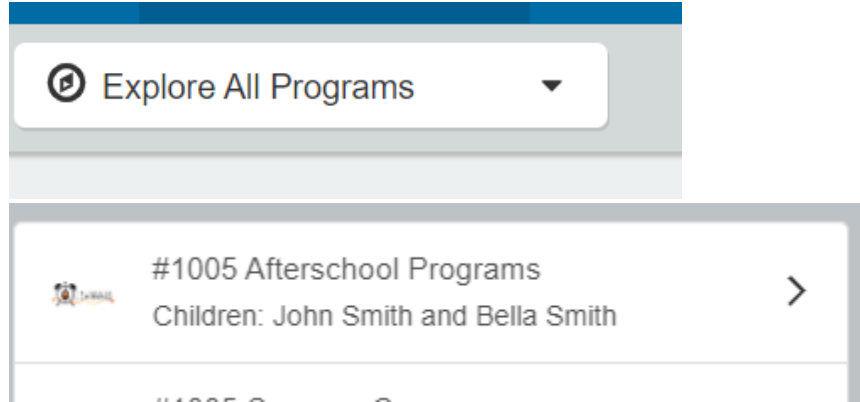 Explore All Programs
#1005 Afterschool Programs
Children: John Smith and Bella Smith